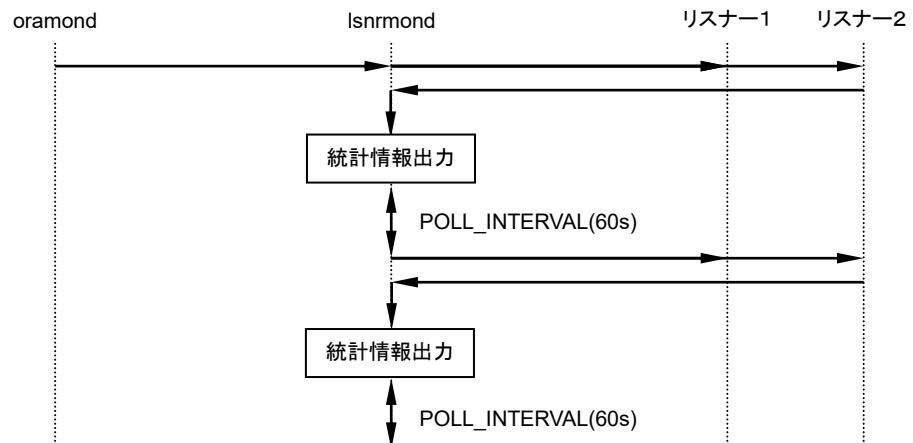 oramond
lsnrmond
リスナー1
リスナー2
統計情報出力
POLL_INTERVAL(60s)
統計情報出力
POLL_INTERVAL(60s)